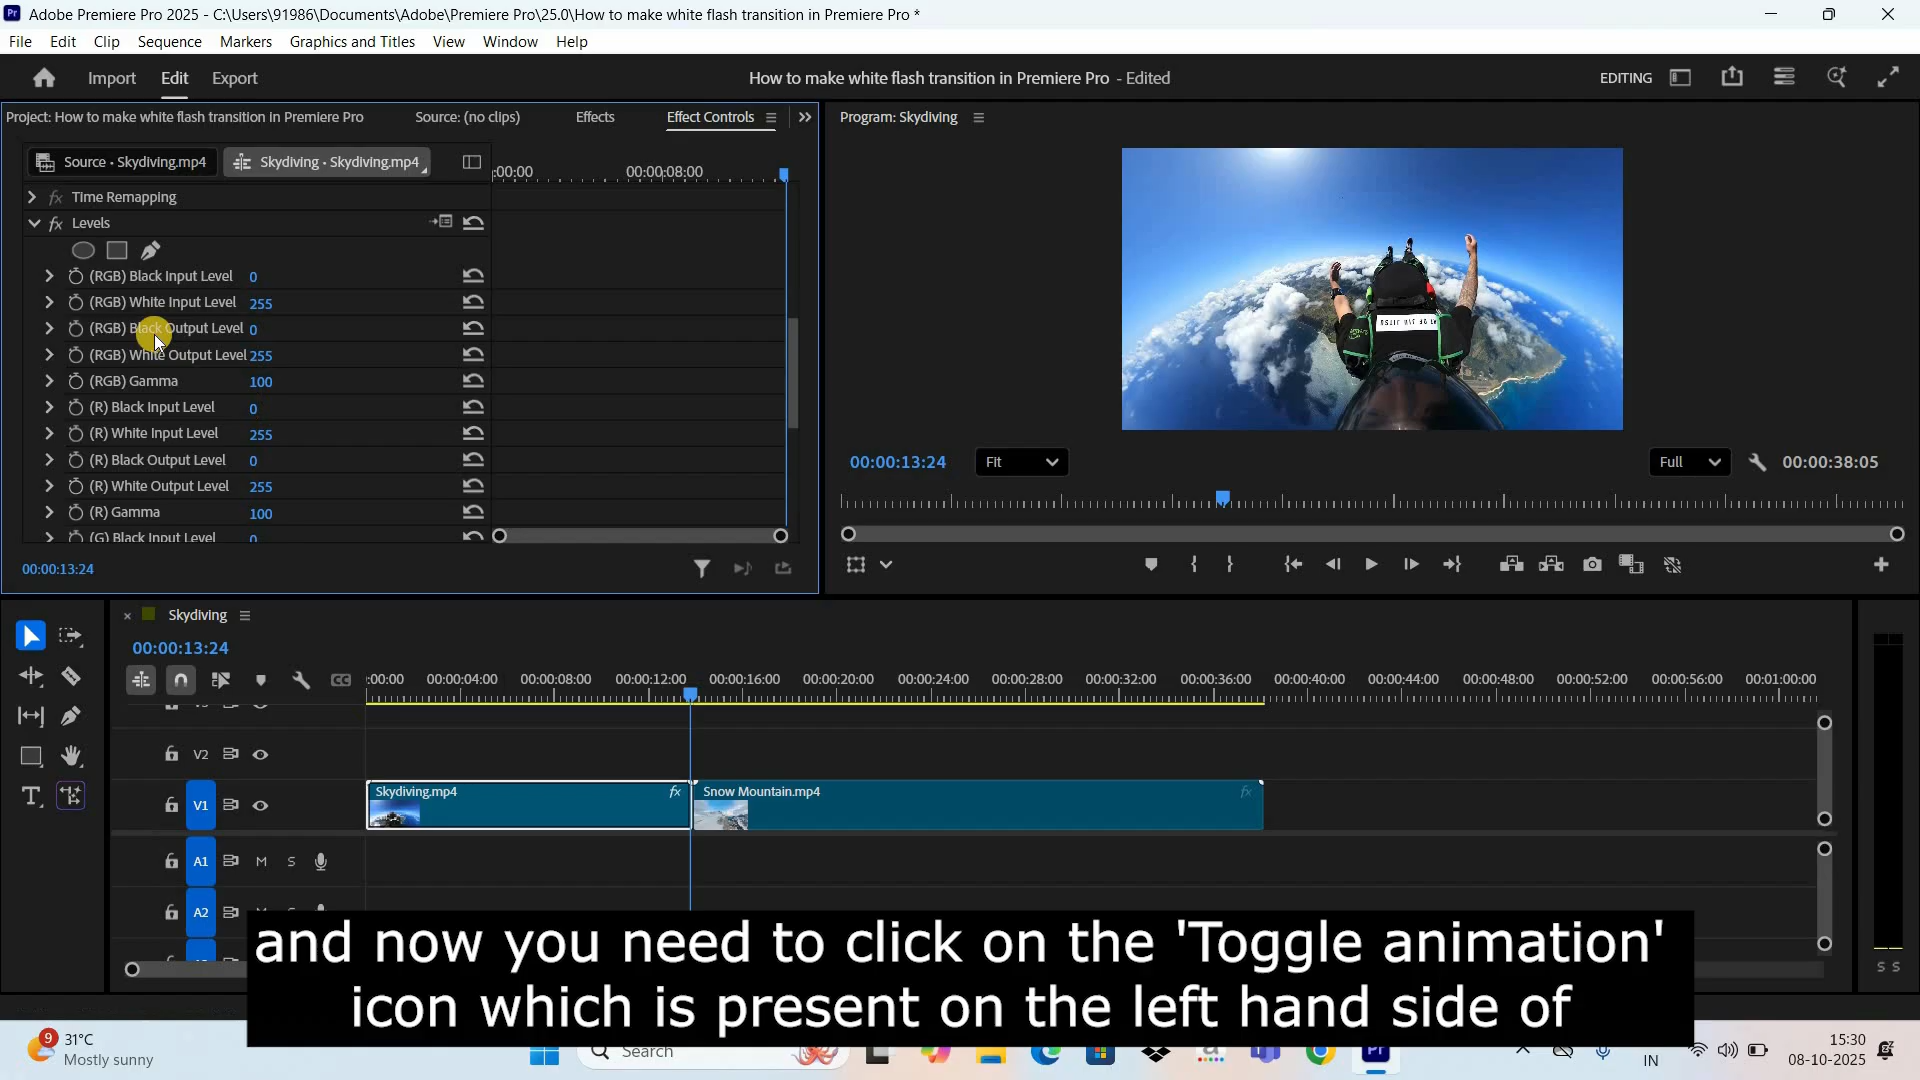 Adobe Premiere Pro 2025 - C:\Users\91986\Documents\Adobe\Premiere Pro\25.0\How to make white flash transition in Premiere Pro *
File Edit Clip Sequence Markers Graphics and Titles View Window Help
Import Edit Export
How to make white flash transition in Premiere Pro - Edited
EDITING
Project: How to make white flash transition in Premiere Pro Source: (no clips) Effects Effect Controls
Program: Skydiving
Source • Skydiving.mp4 Skydiving • Skydiving.mp4
:00:00 00:00:08:00
fx Time Remapping
fx Levels
(RGB) Black Input Level 0
(RGB) White Input Level 255
(RGB) Black Output Level 0
(RGB) White Output Level 255
(RGB) Gamma 100
(R) Black Input Level 0
(R) White Input Level 255
(R) Black Output Level 0
(R) White Output Level 255
(R) Gamma 100
(G) Black Input Level 0
00:00:13:24
00:00:13:24 Fit Full 00:00:38:05
Skydiving
00:00:13:24
:00:00 00:00:04:00 00:00:08:00 00:00:12:00 00:00:16:00 00:00:20:00 00:00:24:00 00:00:28:00 00:00:32:00 00:00:36:00 00:00:40:00 00:00:44:00 00:00:48:00 00:00:52:00 00:00:56:00 00:01:00:00
V2
V1
Skydiving.mp4 fx
Snow Mountain.mp4 fx
A1 M S
A2
S S
and now you need to click on the 'Toggle animation'
icon which is present on the left hand side of
9 31°C
Mostly sunny
Search
IN
15:30
08-10-2025